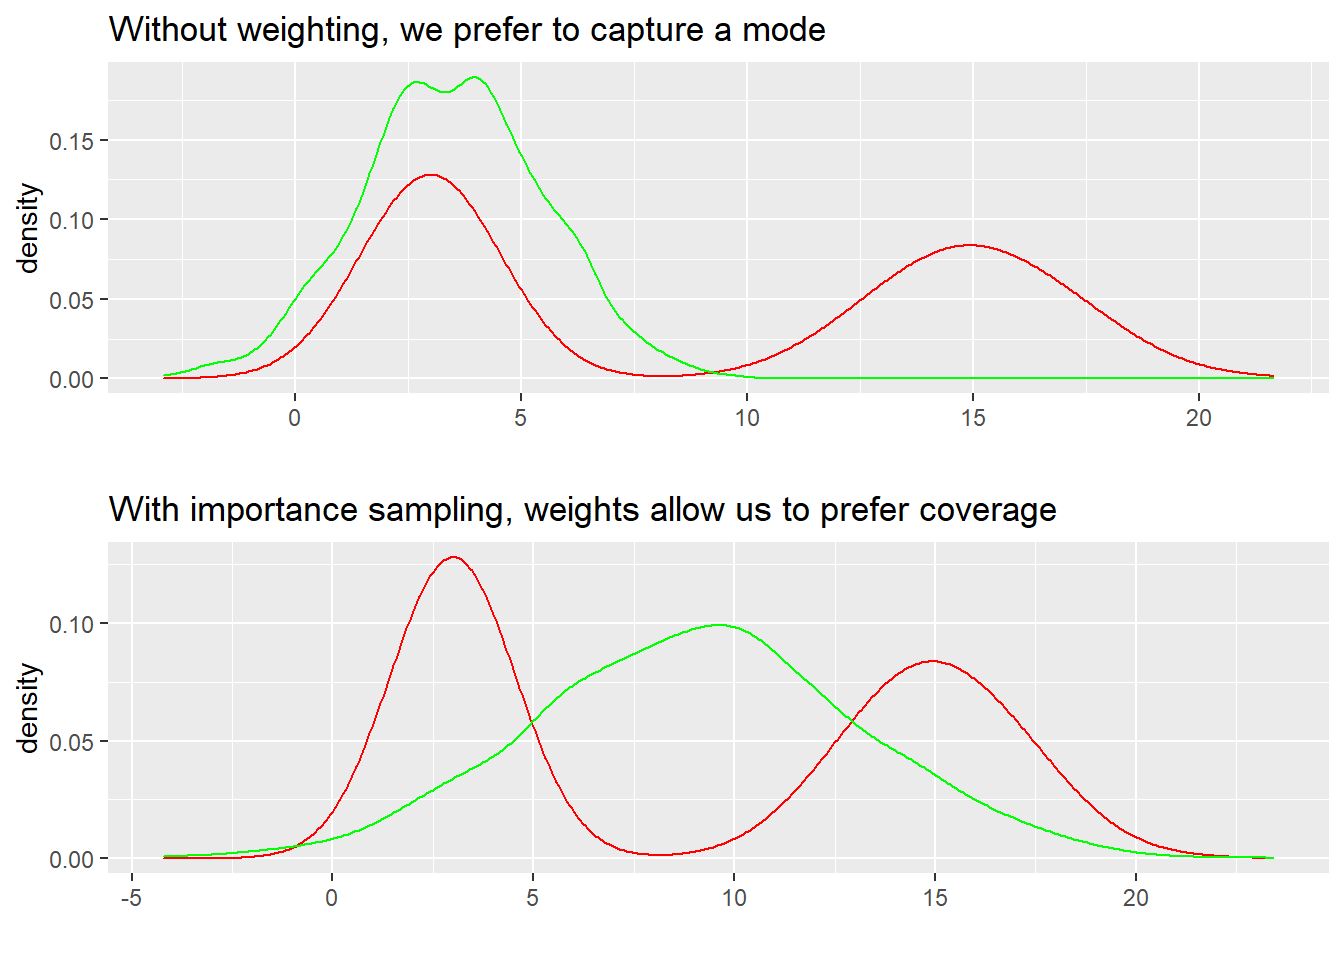 Without weighting, we prefer to capture a mode
density
0.15
0.10
0.05
0.00
0 5 10 15 20
With importance sampling, weights allow us to prefer coverage
density
0.10
0.05
0.00
-5 0 5 10 15 20